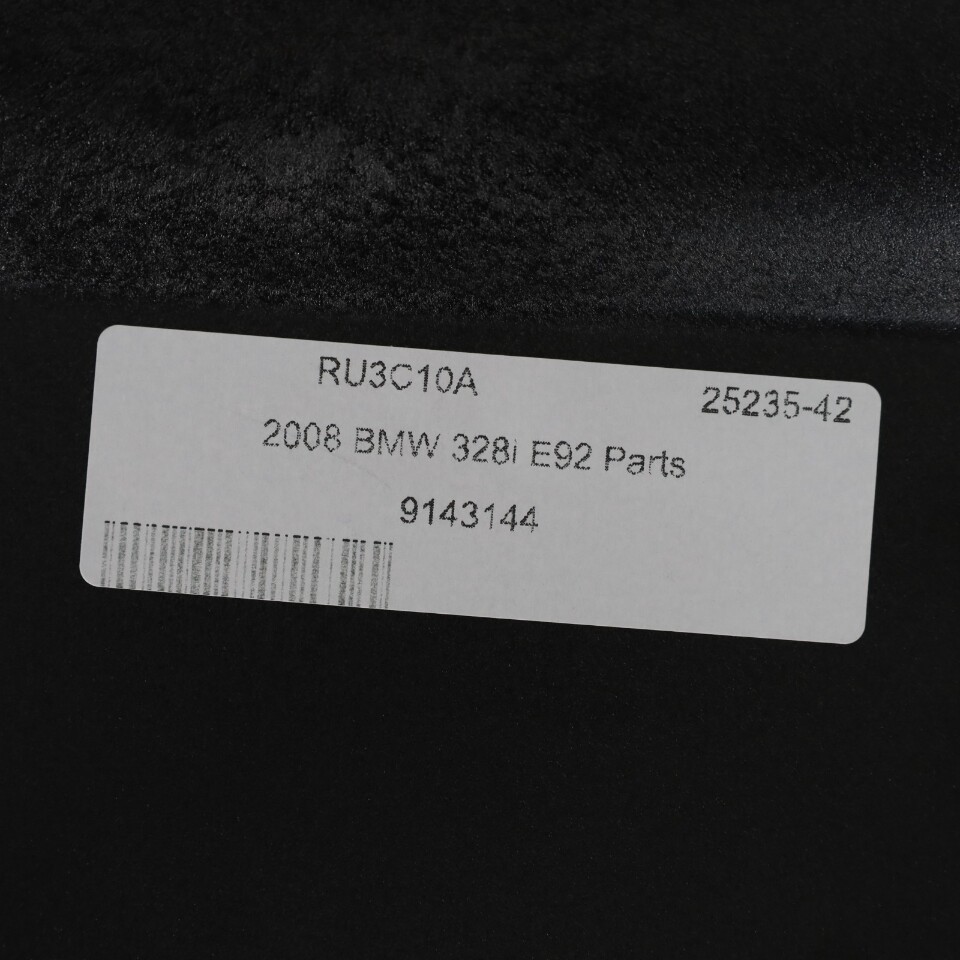 RU3C10A
25235-42
2008 BMW 328i E92 Parts
9143144